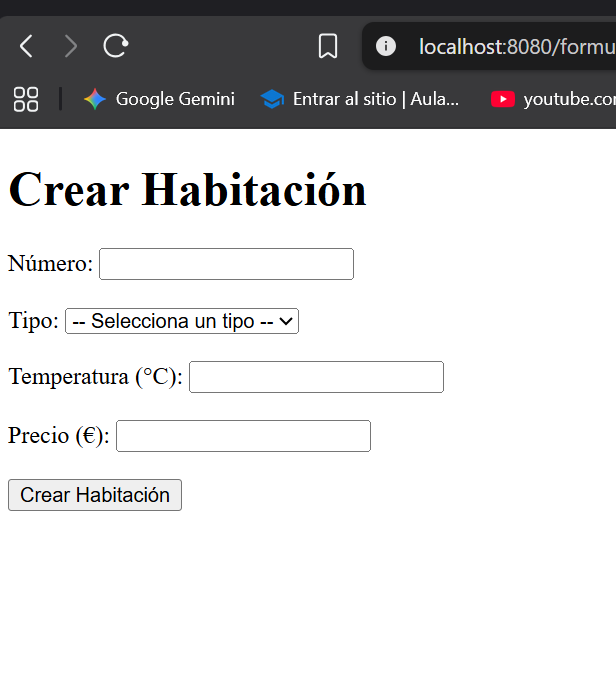 localhost:8080/formu
Google Gemini Entrar al sitio | Aula... youtube.co
Crear Habitación
Número:
Tipo: -- Selecciona un tipo --
Temperatura (°C):
Precio (€):
Crear Habitación